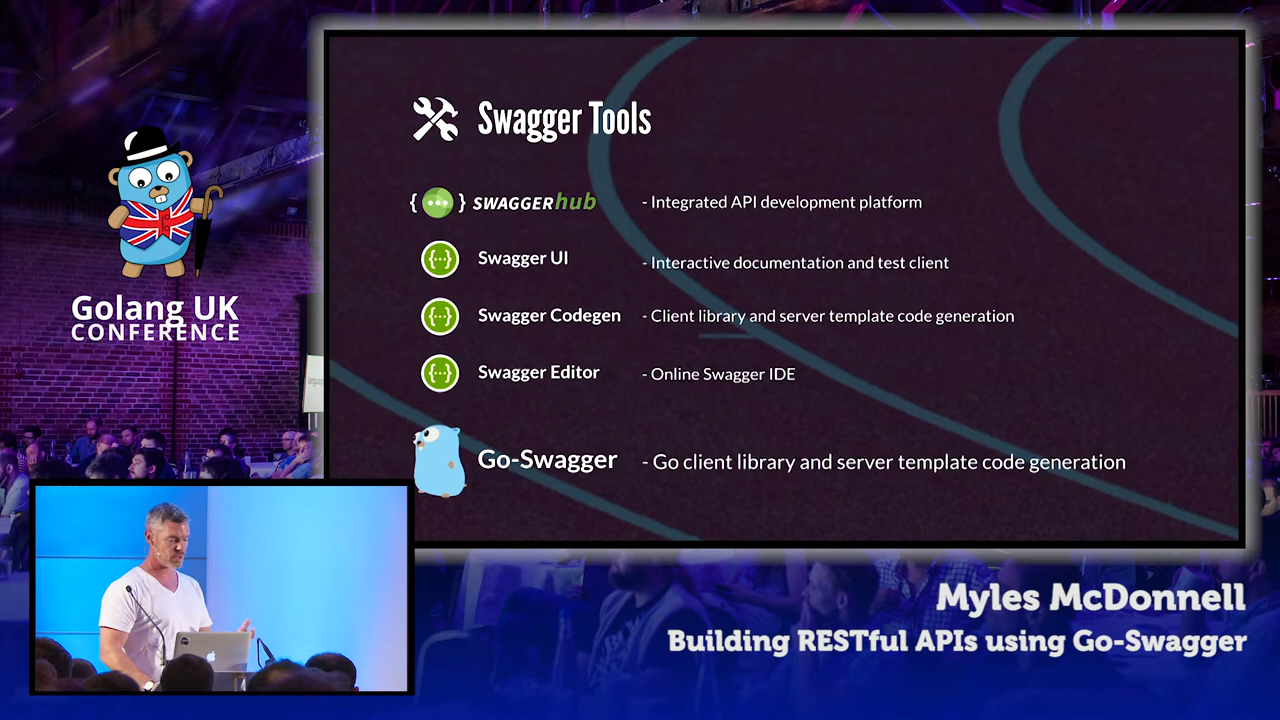 Swagger Tools
{···} SWAGGERhub - Integrated API development platform
{···} Swagger UI - Interactive documentation and test client
{···} Swagger Codegen - Client library and server template code generation
{···} Swagger Editor - Online Swagger IDE
Go-Swagger - Go client library and server template code generation
Golang UK
CONFERENCE
Myles McDonnell
Building RESTful APIs using Go-Swagger